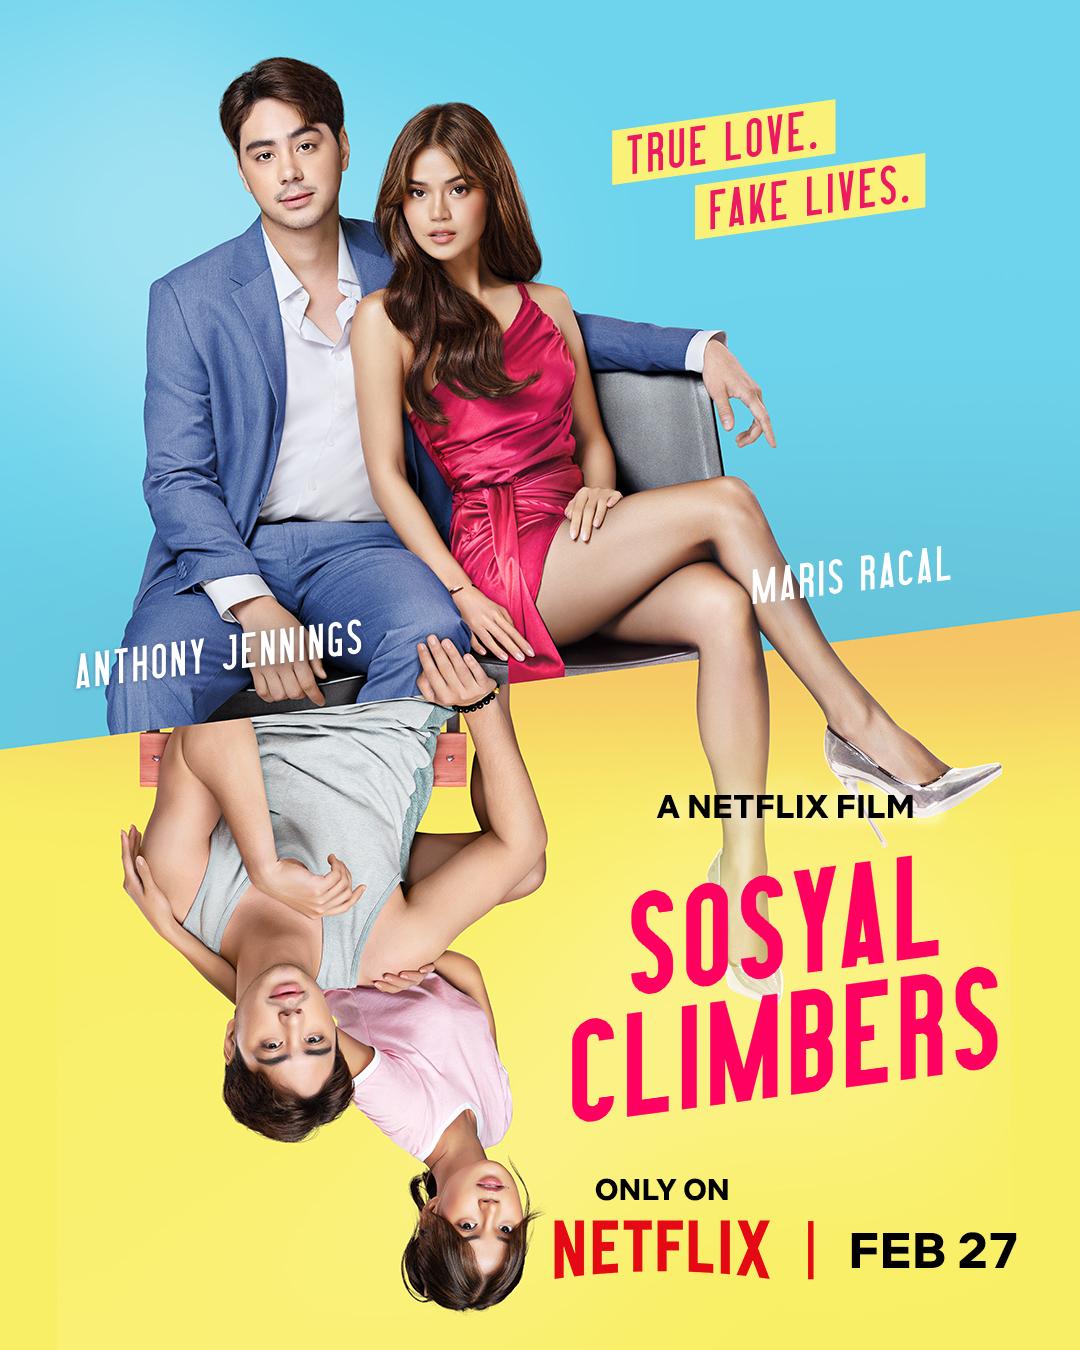 TRUE LOVE.
FAKE LIVES.
MARIS RACAL
ANTHONY JENNINGS
A NETFLIX FILM
SOSYAL
CLIMBERS
ONLY ON
NETFLIX | FEB 27